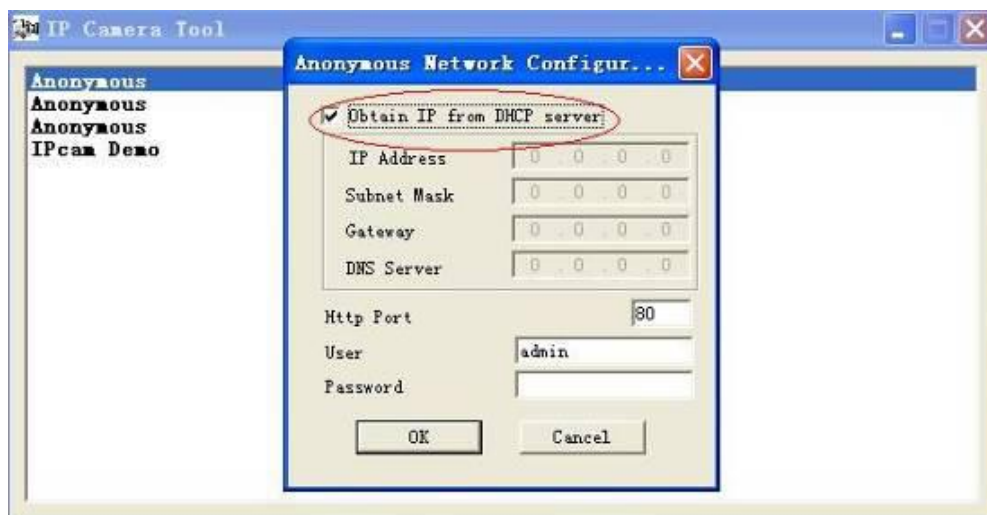 IP Camera Tool
Anonymous Network Configur...
Anonymous
Anonymous
Anonymous
IPcam Demo
Obtain IP from DHCP server
IP Address 0 . 0 . 0 . 0
Subnet Mask 0 . 0 . 0 . 0
Gateway 0 . 0 . 0 . 0
DNS Server 0 . 0 . 0 . 0
Http Port 80
User admin
Password
OK Cancel